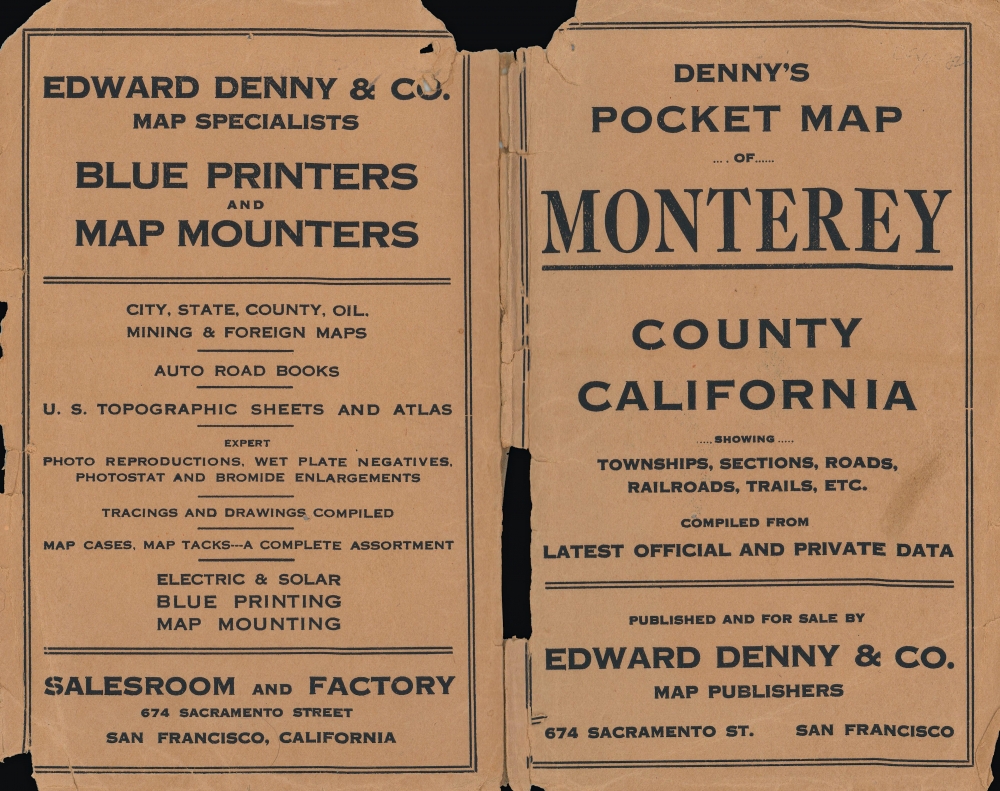 EDWARD DENNY & CO.
MAP SPECIALISTS
BLUE PRINTERS
AND
MAP MOUNTERS
CITY, STATE, COUNTY, OIL,
MINING & FOREIGN MAPS
AUTO ROAD BOOKS
U. S. TOPOGRAPHIC SHEETS AND ATLAS
EXPERT
PHOTO REPRODUCTIONS, WET PLATE NEGATIVES,
PHOTOSTAT AND BROMIDE ENLARGEMENTS
TRACINGS AND DRAWINGS COMPILED
MAP CASES, MAP TACKS---A COMPLETE ASSORTMENT
ELECTRIC & SOLAR
BLUE PRINTING
MAP MOUNTING
SALESROOM AND FACTORY
674 SACRAMENTO STREET
SAN FRANCISCO, CALIFORNIA
DENNY'S
POCKET MAP
.... OF......
MONTEREY
COUNTY
CALIFORNIA
.....SHOWING.....
TOWNSHIPS, SECTIONS, ROADS,
RAILROADS, TRAILS, ETC.
COMPILED FROM
LATEST OFFICIAL AND PRIVATE DATA
PUBLISHED AND FOR SALE BY
EDWARD DENNY & CO.
MAP PUBLISHERS
674 SACRAMENTO ST. SAN FRANCISCO